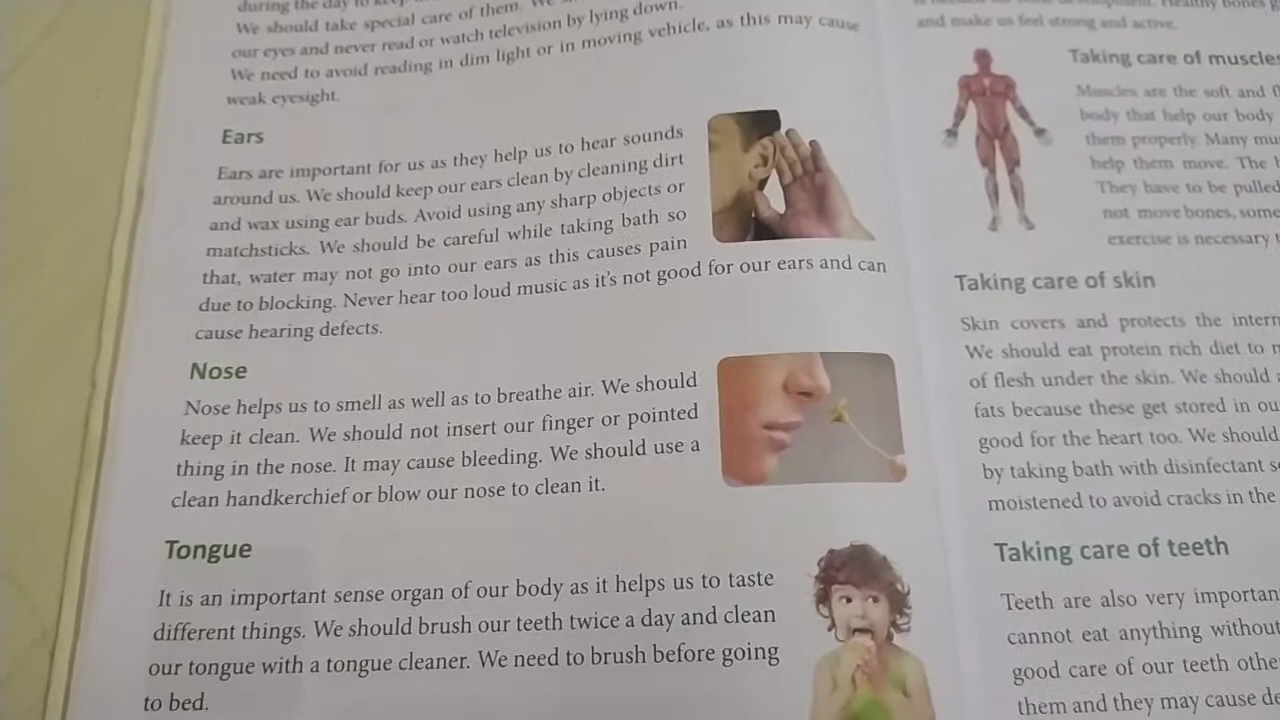 during the day to keep
We should take special care of them. We
our eyes and never read or watch television by lying down.
We need to avoid reading in dim light or in moving vehicle, as this may cause
weak eyesight.
Ears
Ears are important for us as they help us to hear sounds
around us. We should keep our ears clean by cleaning dirt
and wax using ear buds. Avoid using any sharp objects or
matchsticks. We should be careful while taking bath so
that, water may not go into our ears as this causes pain
due to blocking. Never hear too loud music as it's not good for our ears and can
cause hearing defects.
Nose
Nose helps us to smell as well as to breathe air. We should
keep it clean. We should not insert our finger or pointed
thing in the nose. It may cause bleeding. We should use a
clean handkerchief or blow our nose to clean it.
Tongue
It is an important sense organ of our body as it helps us to taste
different things. We should brush our teeth twice a day and clean
our tongue with a tongue cleaner. We need to brush before going
to bed.
Healthy bones
and make us feel strong and active.
Taking care of muscles
Muscles are the soft and
body that help our body
them properly. Many mu
help them move. The
They have to be pulled
not move bones, some
exercise is necessary
Taking care of skin
Skin covers and protects the intern
We should eat protein rich diet to
of flesh under the skin. We should
fats because these get stored in ou
good for the heart too. We should
by taking bath with disinfectant
moistened to avoid cracks in the
Taking care of teeth
Teeth are also very important
cannot eat anything without
good care of our teeth othe
them and they may cause de